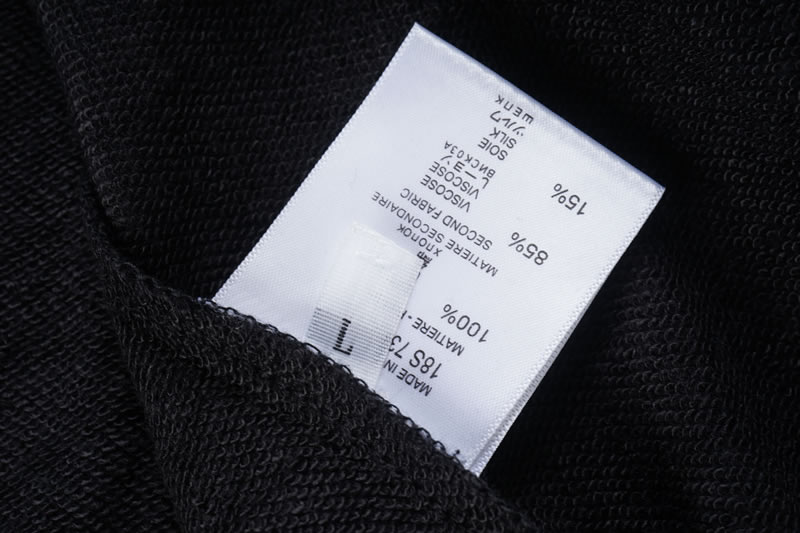 MADE IN
18S 73
MATIERE -
100%
хлопок
MATIERE SECONDAIRE
SECOND FABRIC
85% VISCOSE
VISCOSE
レーヨン
вискоза
15% SOIE
SILK
シルク
шелк
L